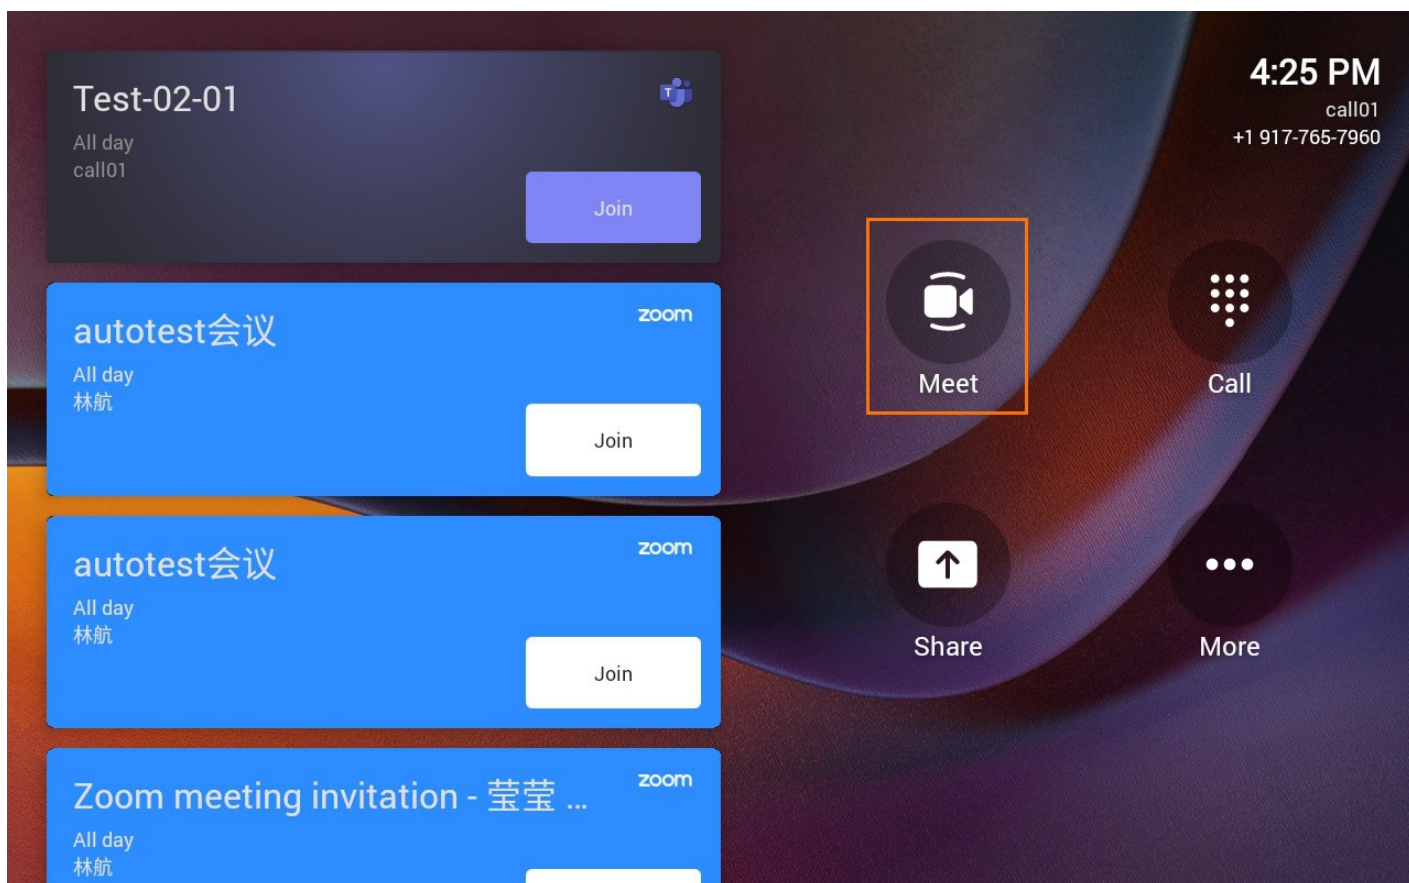 Test-02-01
All day
call01
Join
autotest会议
zoom
All day
林航
Join
autotest会议
zoom
All day
林航
Join
Zoom meeting invitation - 莹莹 ...
zoom
All day
林航
4:25 PM
call01
+1 917-765-7960
Meet
Call
Share
More